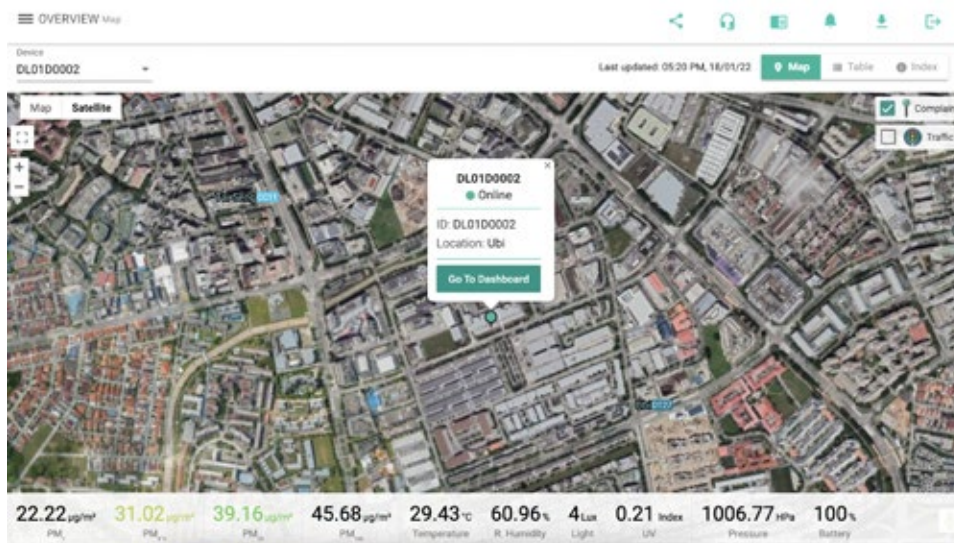 OVERVIEW Map
Device
DL01D0002
Last updated: 05:20 PM, 18/01/22
Map
Table
Index
Map
Satellite
Complain
Traffic
+
−
DL01D0002
Online
ID: DL01D0002
Location: Ubi
Go To Dashboard
22.22 µg/m³ 31.02 µg/m³ 39.16 µg/m³ 45.68 µg/m³ 29.43 °C 60.96 % 4 Lux 0.21 Index 1006.77 HPa 100 %
PM PM PM PM Temperature R. Humidity Light UV Pressure Battery